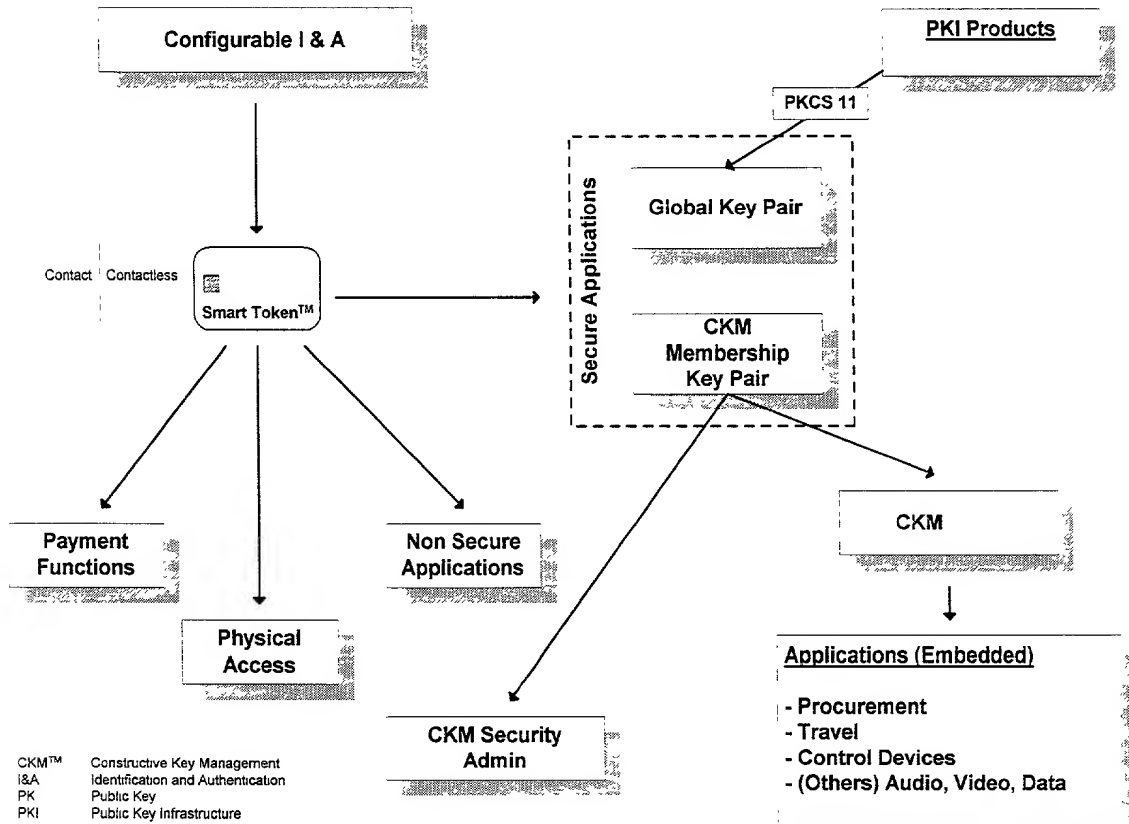 Configurable I & A
PKI Products
PKCS 11
Secure Applications
Global Key Pair
Contact
Contactless
Smart Token™
CKM
Membership
Key Pair
Payment
Functions
Non Secure
Applications
CKM
Physical
Access
CKM Security
Admin
Applications (Embedded)
- Procurement
- Travel
- Control Devices
- (Others) Audio, Video, Data
CKM™ Constructive Key Management
I&A Identification and Authentication
PK Public Key
PKI Public Key Infrastructure